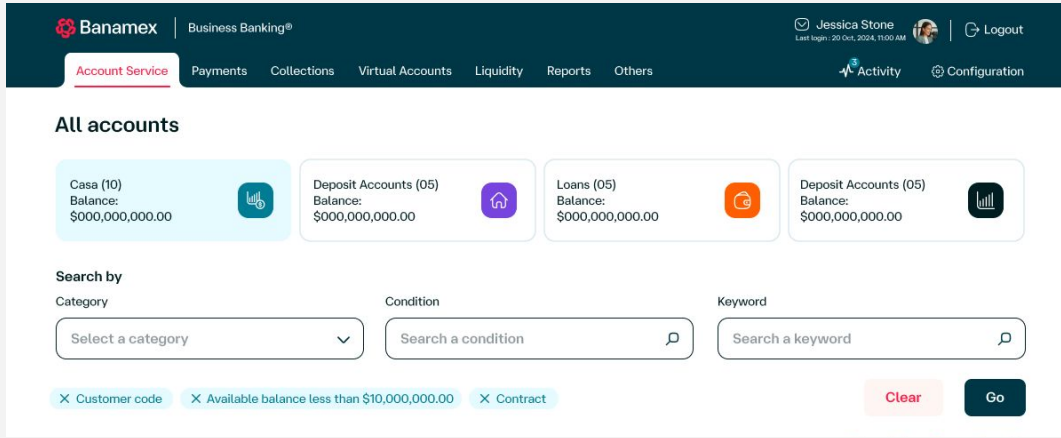 Banamex
Business Banking®
Jessica Stone
Last login : 20 Oct, 2024, 11:00 AM
Logout
Account Service
Payments
Collections
Virtual Accounts
Liquidity
Reports
Others
3
Activity
Configuration
All accounts
Casa (10)
Balance:
$000,000,000.00
Deposit Accounts (05)
Balance:
$000,000,000.00
Loans (05)
Balance:
$000,000,000.00
Deposit Accounts (05)
Balance:
$000,000,000.00
Search by
Category
Condition
Keyword
Select a category
Search a condition
Search a keyword
Customer code
Available balance less than $10,000,000.00
Contract
Clear
Go